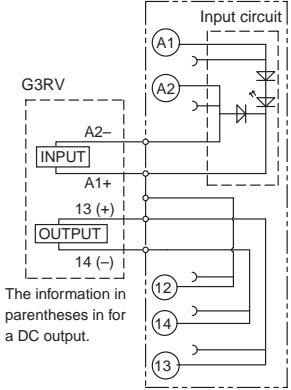 Input circuit
A1
G3RV
A2
A2–
INPUT
A1+
13 (+)
OUTPUT
14 (–)
12
The information in
parentheses in for
a DC output.
14
13